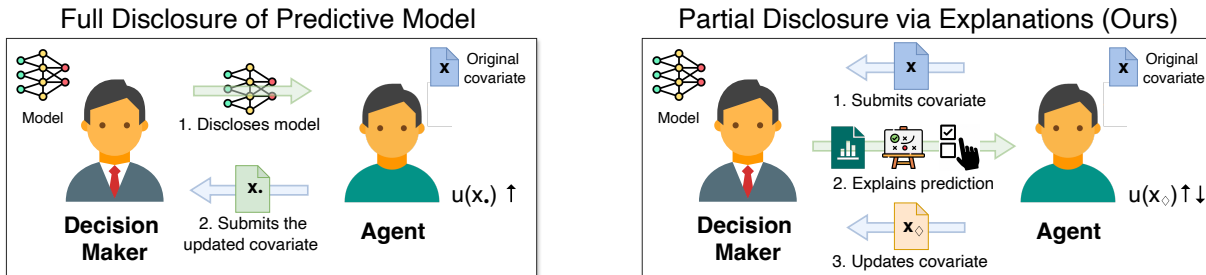 Full Disclosure of Predictive Model
Model
1. Discloses model
x
Original
covariate
x.
2. Submits the
updated covariate
u(x.) ↑
Decision
Maker
Agent
Partial Disclosure via Explanations (Ours)
Model
x
1. Submits covariate
x
Original
covariate
2. Explains prediction
x◇
3. Updates covariate
u(x◇)↑↓
Decision
Maker
Agent